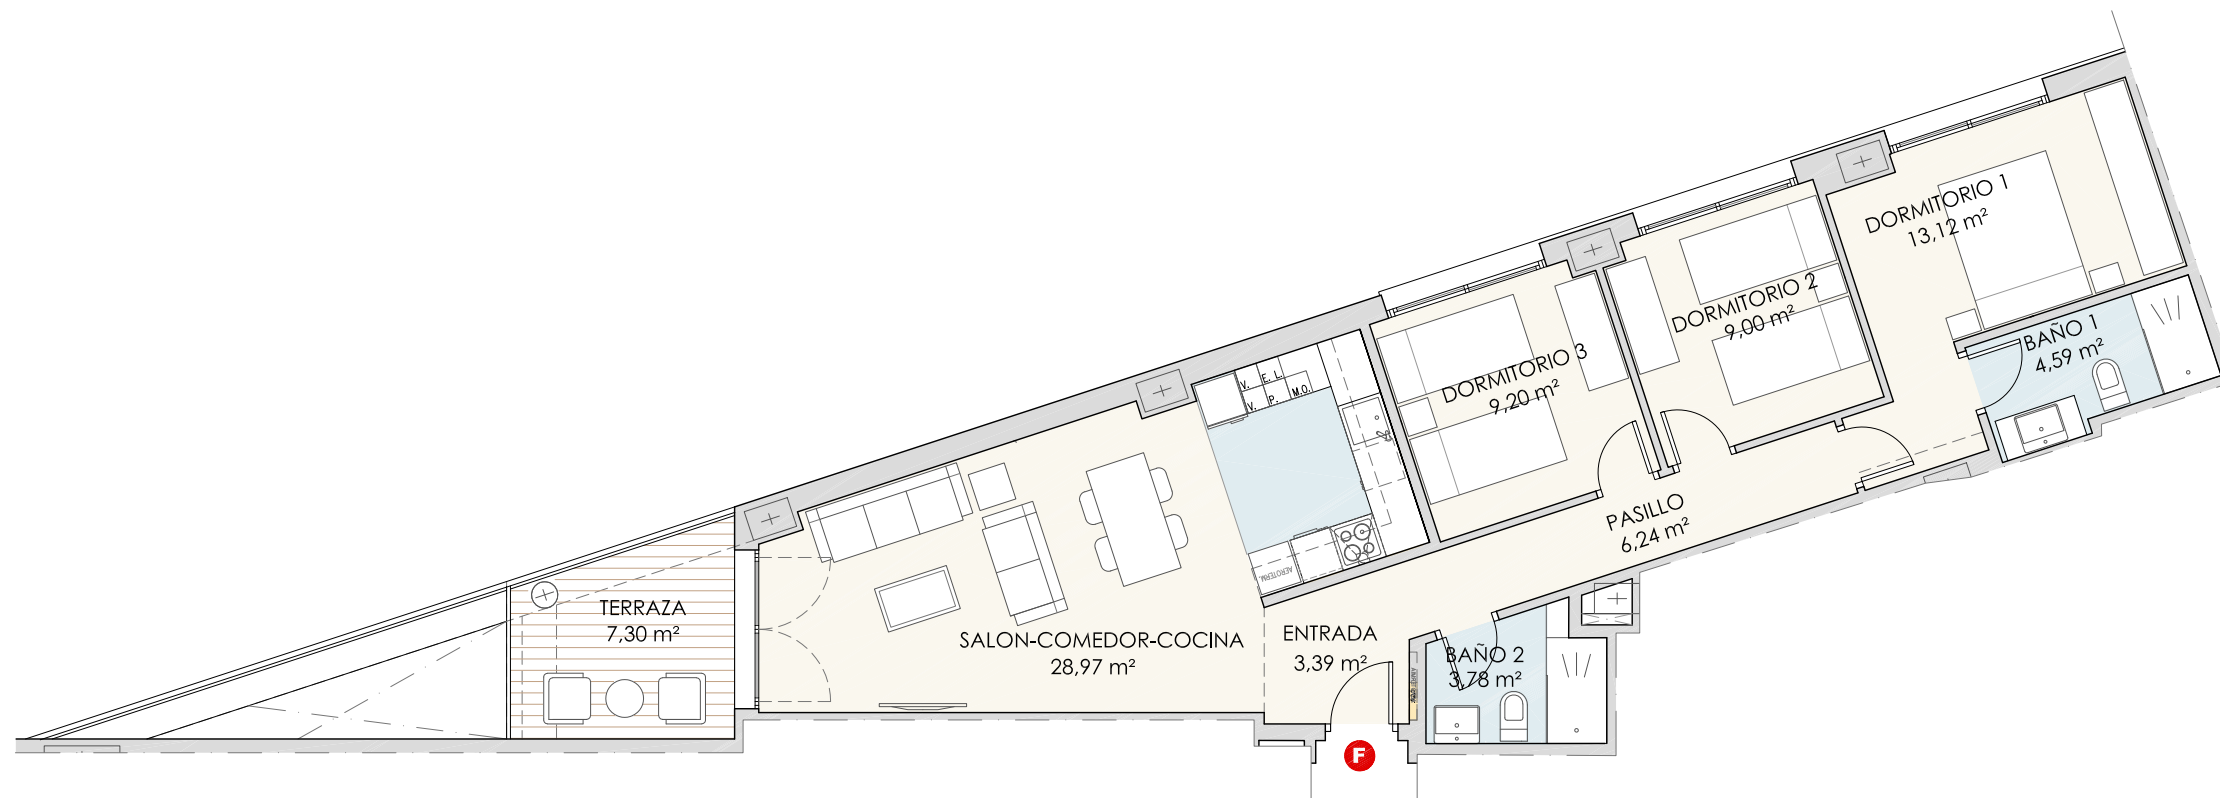 DORMITORIO 1
13,12 m²
DORMITORIO 2
9,00 m²
BAÑO 1
4,59 m²
DORMITORIO 3
9,20 m²
V.
E. L.
V.
P.
M.O.
PASILLO
6,24 m²
AEROTERM.
TERRAZA
7,30 m²
SALON-COMEDOR-COCINA
28,97 m²
ENTRADA
3,39 m²
BAÑO 2
3,78 m²
F